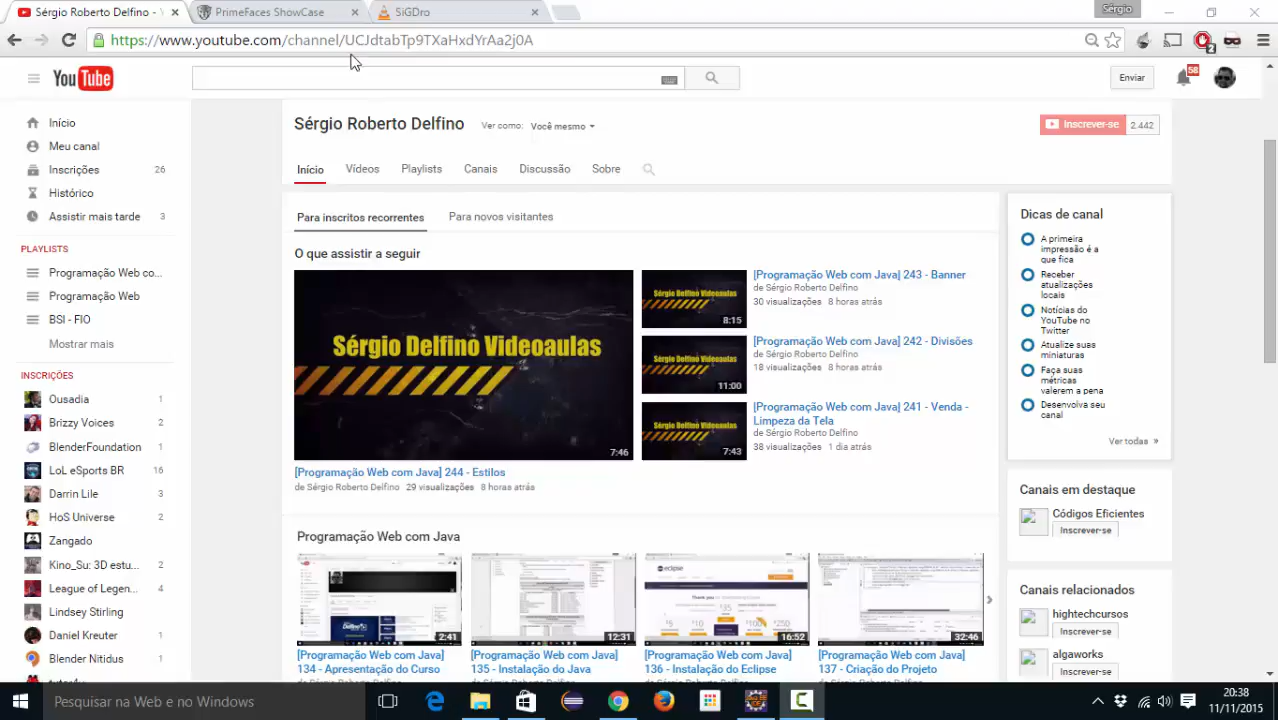 Sérgio Roberto Delfino
PrimeFaces ShowCase
SiGDro
Sérgio
https://www.youtube.com/channel/UCJdtabTp9TXaHxdYrAa2j0A
2
YouTube
Enviar
58
Início
Meu canal
Inscrições 26
Histórico
Assistir mais tarde 3
PLAYLISTS
Programação Web co...
Programação Web
BSI - FIO
Mostrar mais
INSCRIÇÕES
Ousadia 1
Brizzy Voices 2
BlenderFoundation 1
LoL eSports BR 16
Darrin Lile 3
HoS Universe 2
Zangado
Kino_Su: 3D estu... 2
League of Legen... 4
Lindsey Stirling
Daniel Kreuter 1
Blender Nitidus 1
Sérgio Roberto Delfino
Ver como: Você mesmo
Inscrever-se 2.442
Início Vídeos Playlists Canais Discussão Sobre
Para inscritos recorrentes Para novos visitantes
O que assistir a seguir
Sérgio Delfino Videoaulas
7:46
[Programação Web com Java] 244 - Estilos
de Sérgio Roberto Delfino 29 visualizações 8 horas atrás
Sérgio Delfino Videoaulas
8:15
[Programação Web com Java] 243 - Banner
de Sérgio Roberto Delfino
30 visualizações 8 horas atrás
Sérgio Delfino Videoaulas
11:00
[Programação Web com Java] 242 - Divisões
de Sérgio Roberto Delfino
18 visualizações 8 horas atrás
Sérgio Delfino Videoaulas
7:43
[Programação Web com Java] 241 - Venda -
Limpeza da Tela
de Sérgio Roberto Delfino
38 visualizações 1 dia atrás
Programação Web com Java
2:41
[Programação Web com Java]
134 - Apresentação do Curso
12:31
[Programação Web com Java]
135 - Instalação do Java
eclipse
16:52
[Programação Web com Java]
136 - Instalação do Eclipse
32:46
[Programação Web com Java]
137 - Criação do Projeto
Dicas de canal
A primeira
impressão é a
que fica
Receber
atualizações
locais
Notícias do
YouTube no
Twitter
Atualize suas
miniaturas
Faça suas
métricas
valerem a pena
Desenvolva seu
canal
Ver todas »
Canais em destaque
Códigos Eficientes
Inscrever-se
Canais relacionados
hightechcursos
Inscrever-se
algaworks
Inscrever-se
Pesquisar na Web e no Windows
20:38
11/11/2015